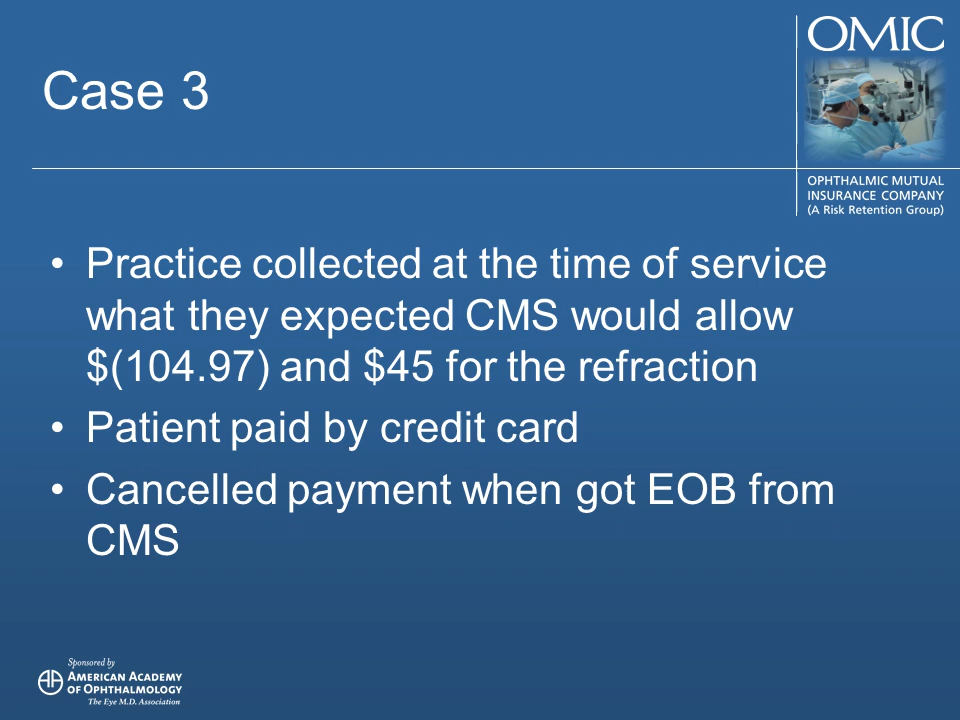 OMIC
Case 3
OPHTHALMIC MUTUAL
INSURANCE COMPANY
(A Risk Retention Group)
• Practice collected at the time of service
what they expected CMS would allow
$(104.97) and $45 for the refraction
• Patient paid by credit card
• Cancelled payment when got EOB from
CMS
Sponsored by
AMERICAN ACADEMY
OF OPHTHALMOLOGY
The Eye M.D. Association